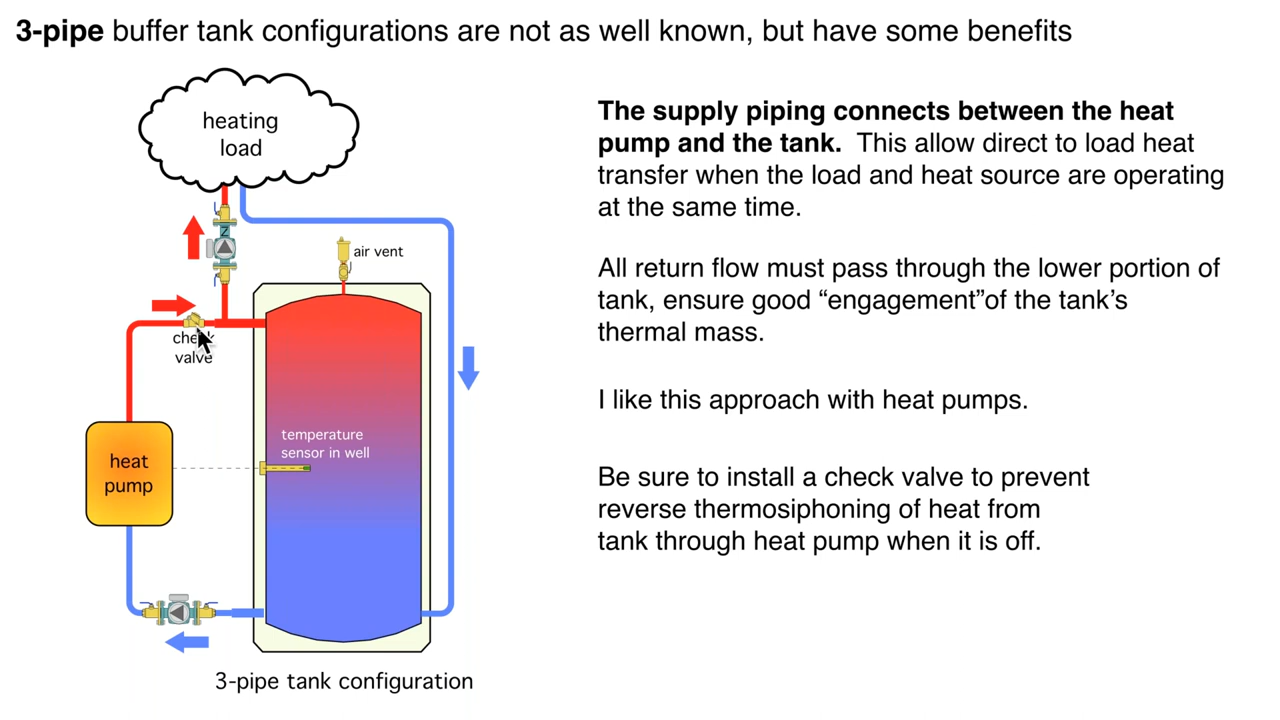 3-pipe buffer tank configurations are not as well known, but have some benefits
heating
load
air vent
check
valve
temperature
sensor in well
heat
pump
3-pipe tank configuration
The supply piping connects between the heat
pump and the tank. This allow direct to load heat
transfer when the load and heat source are operating
at the same time.
All return flow must pass through the lower portion of
tank, ensure good “engagement”of the tank’s
thermal mass.
I like this approach with heat pumps.
Be sure to install a check valve to prevent
reverse thermosiphoning of heat from
tank through heat pump when it is off.